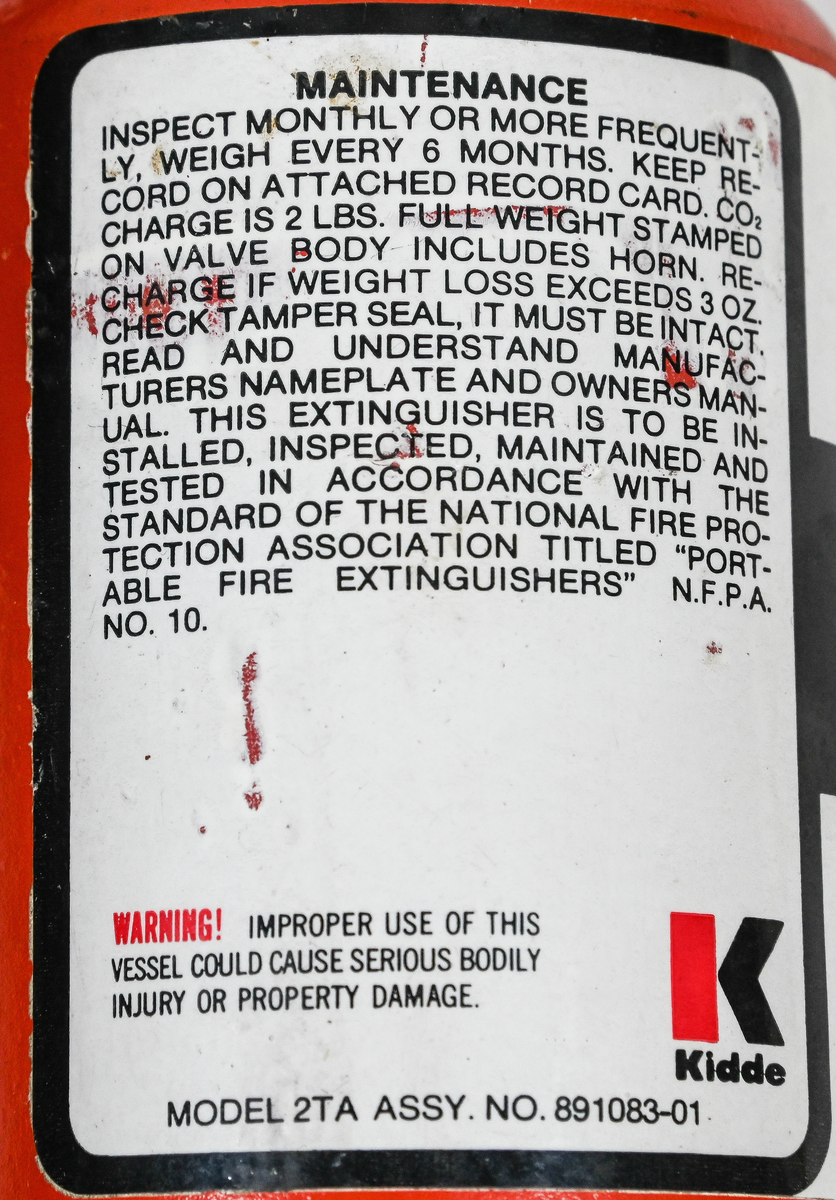 MAINTENANCE
INSPECT MONTHLY OR MORE FREQUENT-
LY, WEIGH EVERY 6 MONTHS. KEEP RE-
CORD ON ATTACHED RECORD CARD. CO₂
CHARGE IS 2 LBS. FULL WEIGHT STAMPED
ON VALVE BODY INCLUDES HORN. RE-
CHARGE IF WEIGHT LOSS EXCEEDS 3 OZ.
CHECK TAMPER SEAL, IT MUST BE INTACT.
READ AND UNDERSTAND MANUFAC-
TURERS NAMEPLATE AND OWNERS MAN-
UAL. THIS EXTINGUISHER IS TO BE IN-
STALLED, INSPECTED, MAINTAINED AND
TESTED IN ACCORDANCE WITH THE
STANDARD OF THE NATIONAL FIRE PRO-
TECTION ASSOCIATION TITLED “PORT-
ABLE FIRE EXTINGUISHERS” N.F.P.A.
NO. 10.
WARNING! IMPROPER USE OF THIS
VESSEL COULD CAUSE SERIOUS BODILY
INJURY OR PROPERTY DAMAGE.
K
Kidde
MODEL 2TA ASSY. NO. 891083-01